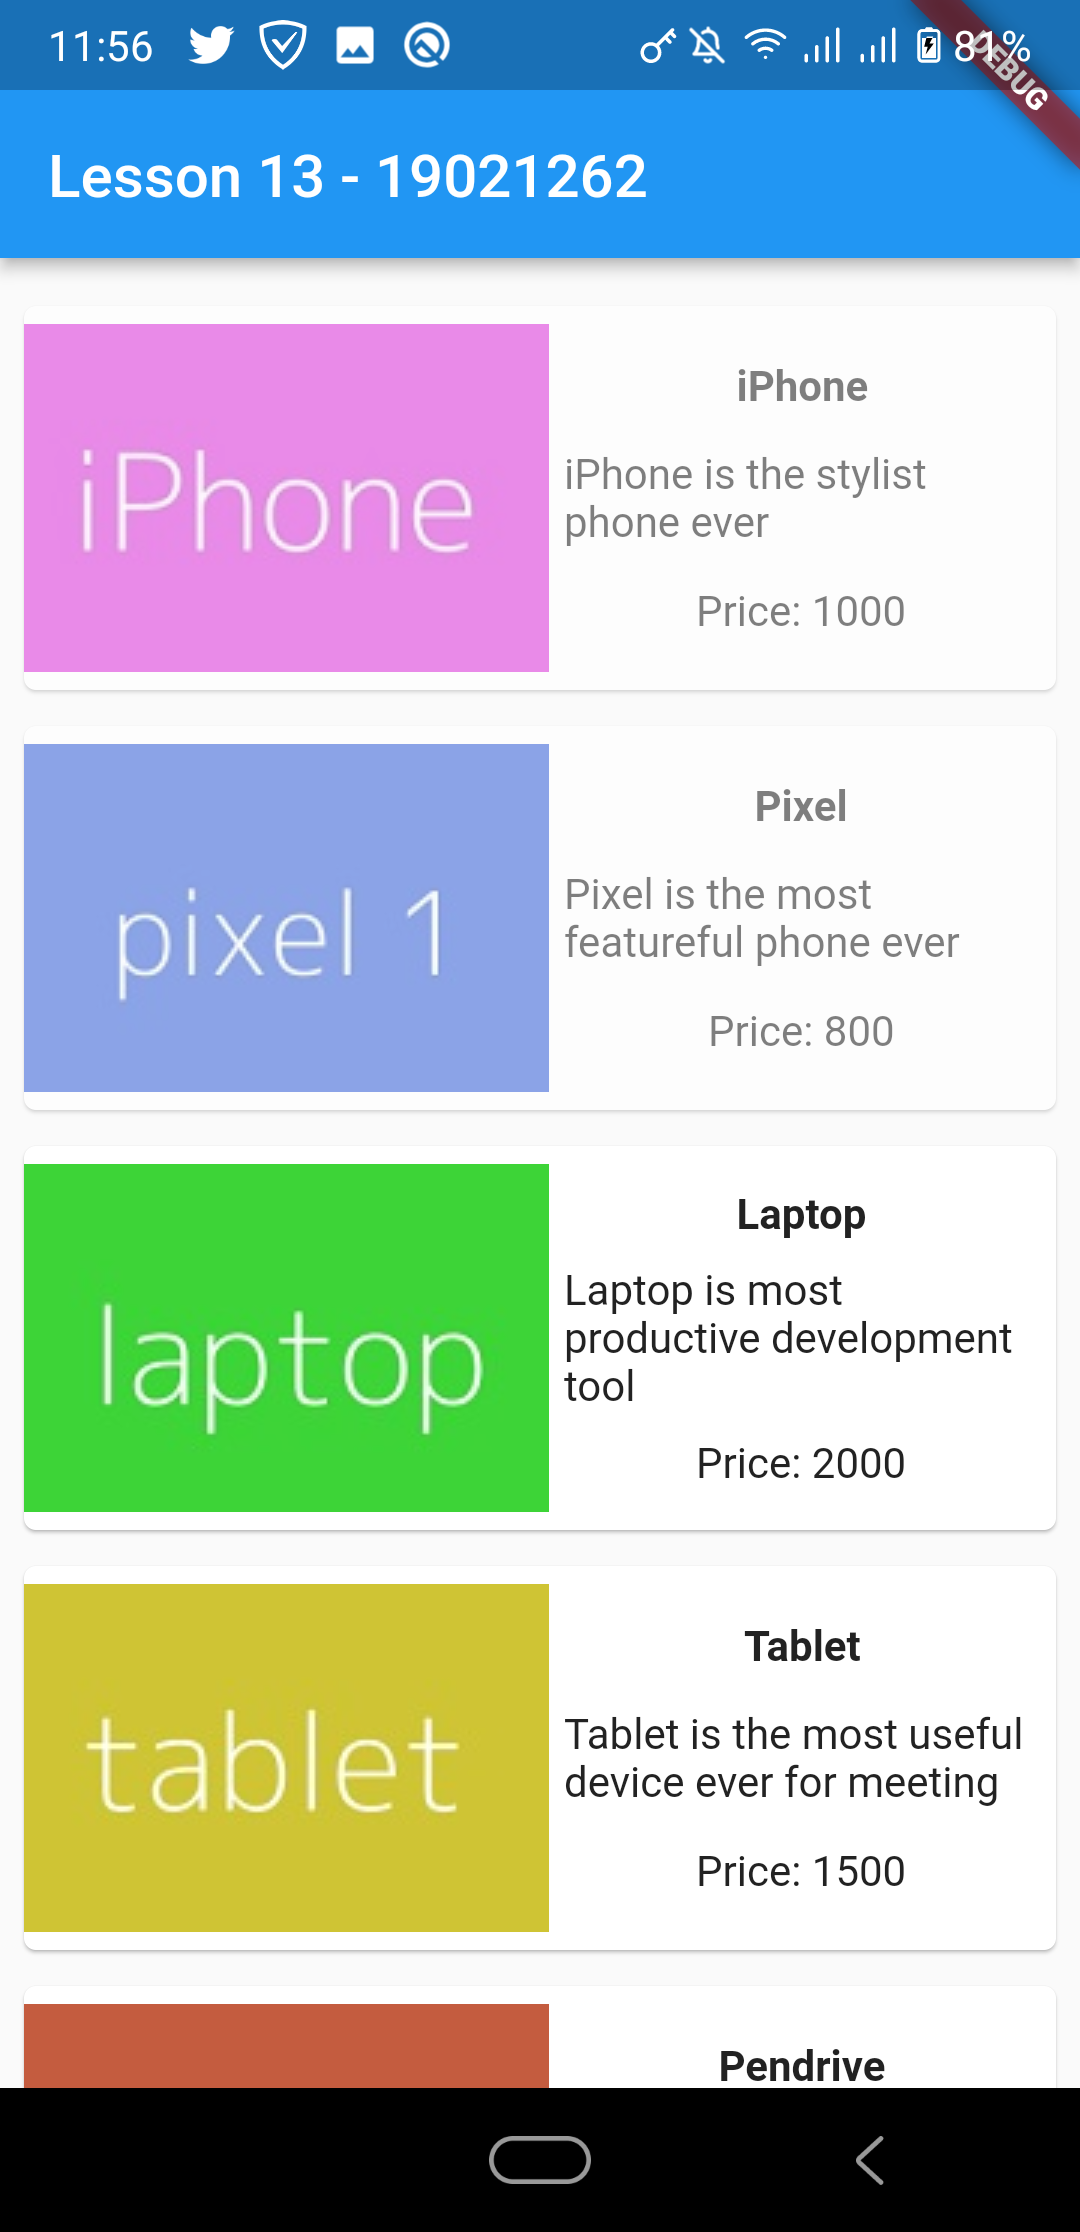 11:56
81%
DEBUG
Lesson 13 - 19021262
iPhone
iPhone
iPhone is the stylist
phone ever
Price: 1000
pixel 1
Pixel
Pixel is the most
featureful phone ever
Price: 800
laptop
Laptop
Laptop is most
productive development
tool
Price: 2000
tablet
Tablet
Tablet is the most useful
device ever for meeting
Price: 1500
Pendrive